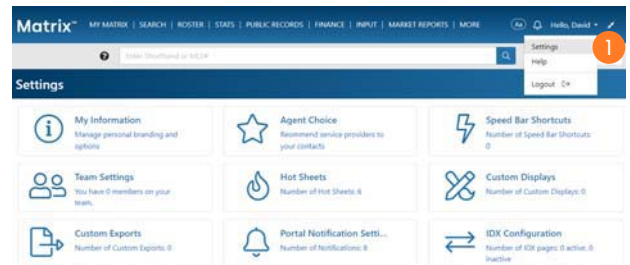 Matrix™ MY MATRIX | SEARCH | ROSTER | STATS | PUBLIC RECORDS | FINANCE | INPUT | MARKET REPORTS | MORE Aa Hello, David
? Enter Shorthand or MLS#
Settings
1
Help
Logout
Settings
My Information
Manage personal branding and
options
Agent Choice
Recommend service providers to
your contacts
Speed Bar Shortcuts
Number of Speed Bar Shortcuts:
0
Team Settings
You have 0 members on your
team.
Hot Sheets
Number of Hot Sheets: 6
Custom Displays
Number of Custom Displays: 0
Custom Exports
Number of Custom Exports: 0
Portal Notification Setti...
Number of Notifications: 8
IDX Configuration
Number of IDX pages: 0 active, 0
inactive